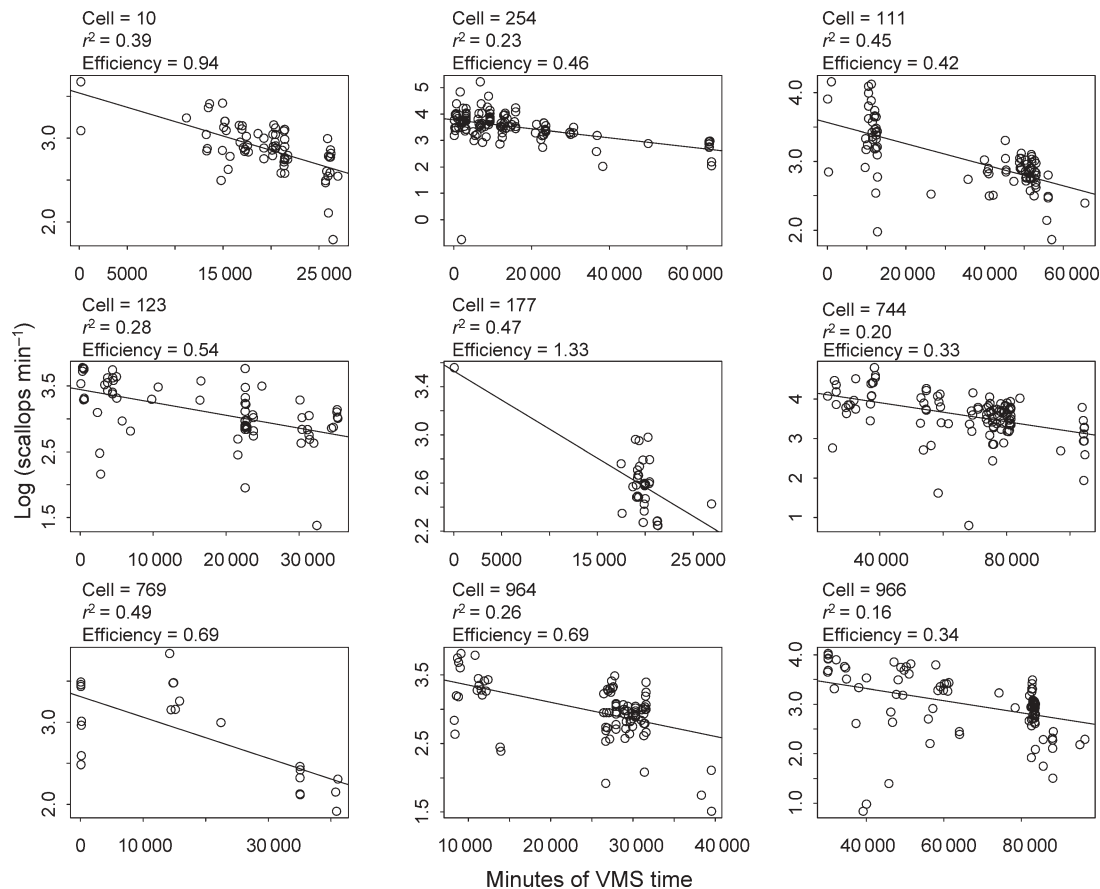 Cell = 10
r² = 0.39
Efficiency = 0.94
3.0
2.0
0
5000
15 000
25 000
Cell = 254
r² = 0.23
Efficiency = 0.46
5
4
3
2
1
0
0
20 000
40 000
60 000
Cell = 111
r² = 0.45
Efficiency = 0.42
4.0
3.0
2.0
0
20 000
40 000
60 000
Log (scallops min⁻¹)
Cell = 123
r² = 0.28
Efficiency = 0.54
3.5
2.5
1.5
0
10 000
20 000
30 000
Cell = 177
r² = 0.47
Efficiency = 1.33
3.4
3.0
2.6
2.2
0
5000
15 000
25 000
Cell = 744
r² = 0.20
Efficiency = 0.33
4
3
2
1
40 000
80 000
Cell = 769
r² = 0.49
Efficiency = 0.69
3.0
2.0
0
10 000
30 000
Cell = 964
r² = 0.26
Efficiency = 0.69
3.5
2.5
1.5
10 000
20 000
30 000
40 000
Cell = 966
r² = 0.16
Efficiency = 0.34
4.0
3.0
2.0
1.0
40 000
60 000
80 000
Minutes of VMS time